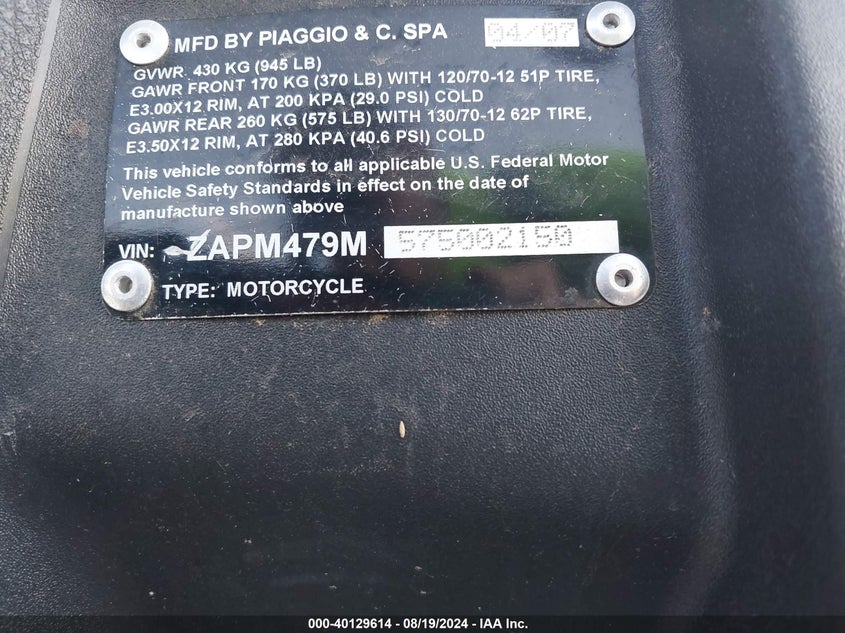 MFD BY PIAGGIO & C. SPA 04/07
GVWR 430 KG (945 LB)
GAWR FRONT 170 KG (370 LB) WITH 120/70-12 51P TIRE,
E3.00X12 RIM, AT 200 KPA (29.0 PSI) COLD
GAWR REAR 260 KG (575 LB) WITH 130/70-12 62P TIRE,
E3.50X12 RIM, AT 280 KPA (40.6 PSI) COLD
This vehicle conforms to all applicable U.S. Federal Motor
Vehicle Safety Standards in effect on the date of
manufacture shown above
VIN: ZAPM479M 575002150
TYPE: MOTORCYCLE
000-40129614 - 08/19/2024 - IAA Inc.